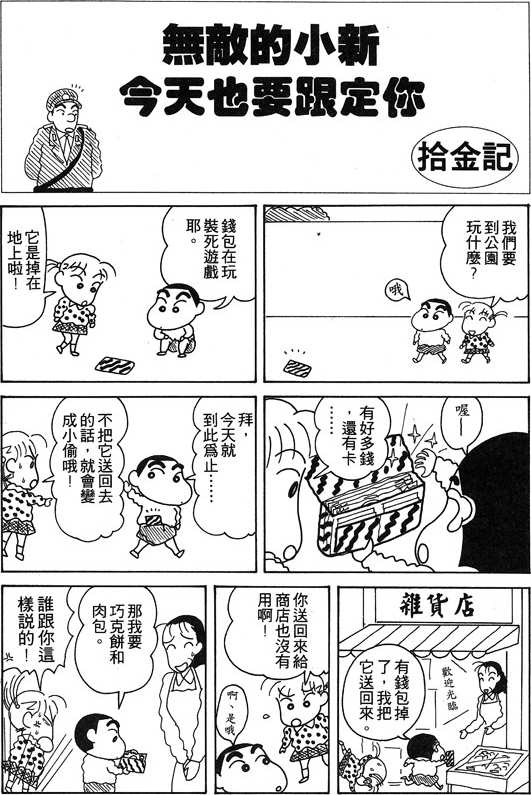 無敵的小新
今天也要跟定你
拾金記
我們要
到公園
玩什麼?
哦
錢包在玩
裝死遊戲
耶。
它是掉在
地上啦!
喔—
有好多錢
,還有卡
……
拜,
今天就
到此為止……
不把它送回去
的話,就會變
成小偷哦!
雜貨店
歡迎光臨
有錢包掉
了,我把
它送回來。
你送回來給
商店也沒有
用啊!
啊、是哦
那我要
巧克餅和
肉包。
誰跟你這
樣説的!